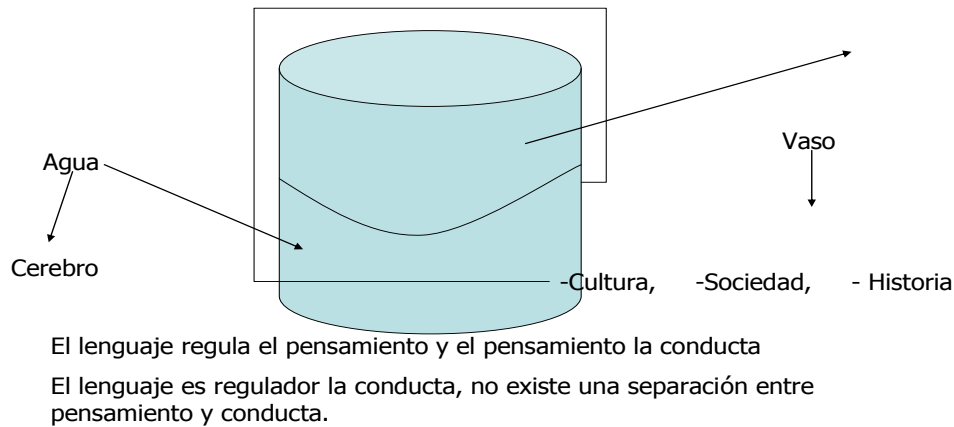 Vaso
Agua
Cerebro
-Cultura, -Sociedad, - Historia
El lenguaje regula el pensamiento y el pensamiento la conducta
El lenguaje es regulador la conducta, no existe una separación entre
pensamiento y conducta.